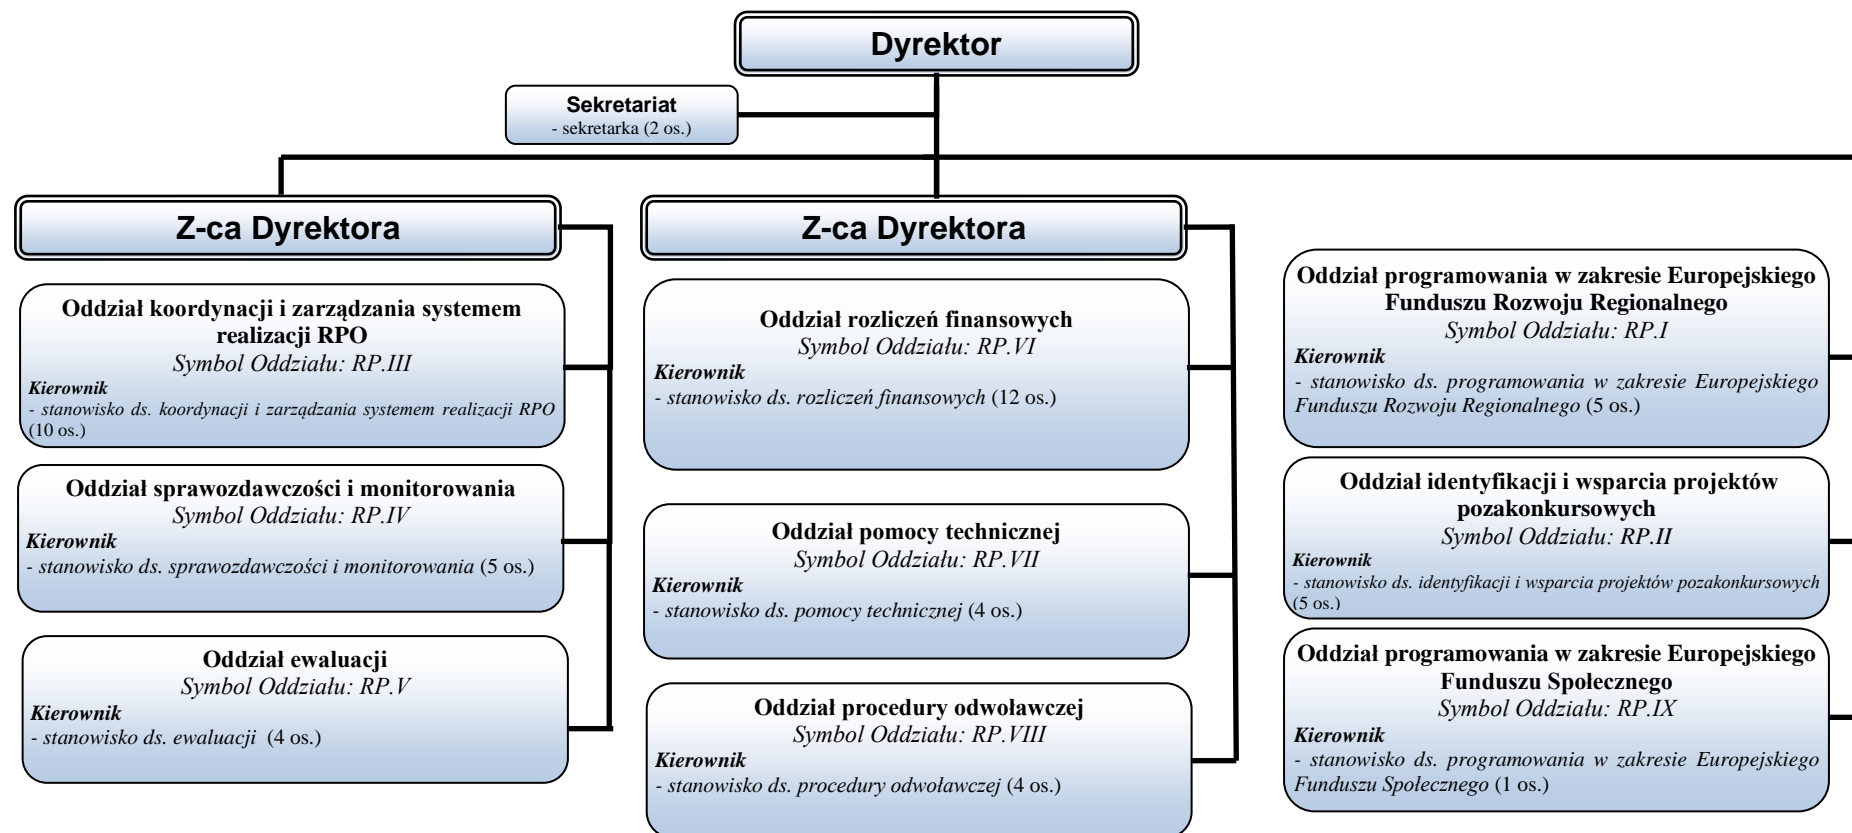 Dyrektor
Sekretariat
- sekretarka (2 os.)
Z-ca Dyrektora
Oddział koordynacji i zarządzania systemem
realizacji RPO
Symbol Oddziału: RP.III
Kierownik
- stanowisko ds. koordynacji i zarządzania systemem realizacji RPO
(10 os.)
Oddział sprawozdawczości i monitorowania
Symbol Oddziału: RP.IV
Kierownik
- stanowisko ds. sprawozdawczości i monitorowania (5 os.)
Oddział ewaluacji
Symbol Oddziału: RP.V
Kierownik
- stanowisko ds. ewaluacji (4 os.)
Z-ca Dyrektora
Oddział rozliczeń finansowych
Symbol Oddziału: RP.VI
Kierownik
- stanowisko ds. rozliczeń finansowych (12 os.)
Oddział pomocy technicznej
Symbol Oddziału: RP.VII
Kierownik
- stanowisko ds. pomocy technicznej (4 os.)
Oddział procedury odwoławczej
Symbol Oddziału: RP.VIII
Kierownik
- stanowisko ds. procedury odwoławczej (4 os.)
Oddział programowania w zakresie Europejskiego
Funduszu Rozwoju Regionalnego
Symbol Oddziału: RP.I
Kierownik
- stanowisko ds. programowania w zakresie Europejskiego
Funduszu Rozwoju Regionalnego (5 os.)
Oddział identyfikacji i wsparcia projektów
pozakonkursowych
Symbol Oddziału: RP.II
Kierownik
- stanowisko ds. identyfikacji i wsparcia projektów pozakonkursowych
(5 os.)
Oddział programowania w zakresie Europejskiego
Funduszu Społecznego
Symbol Oddziału: RP.IX
Kierownik
- stanowisko ds. programowania w zakresie Europejskiego
Funduszu Społecznego (1 os.)